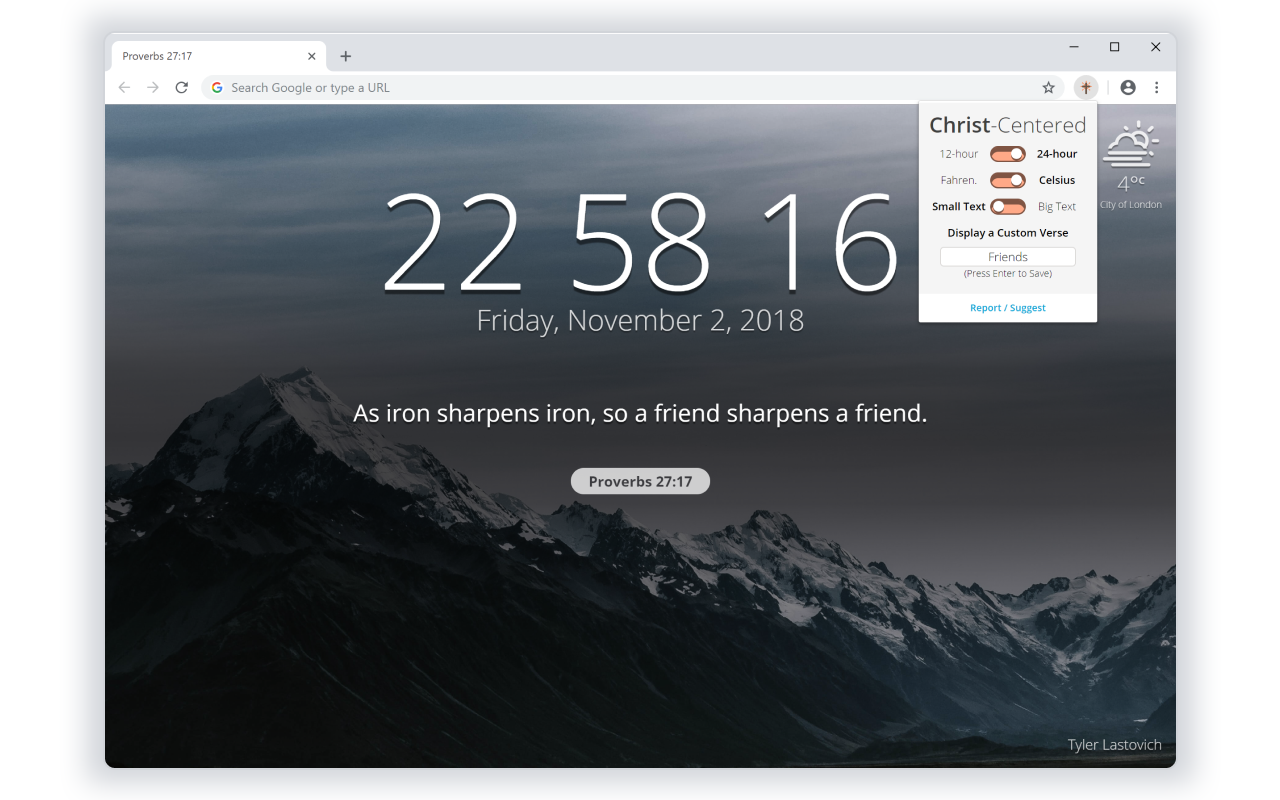 Proverbs 27:17
Search Google or type a URL
Christ-Centered
12-hour 24-hour
Fahren. Celsius
Small Text Big Text
Display a Custom Verse
Friends
(Press Enter to Save)
Report / Suggest
4°C
City of London
22 58 16
Friday, November 2, 2018
As iron sharpens iron, so a friend sharpens a friend.
Proverbs 27:17
Tyler Lastovich